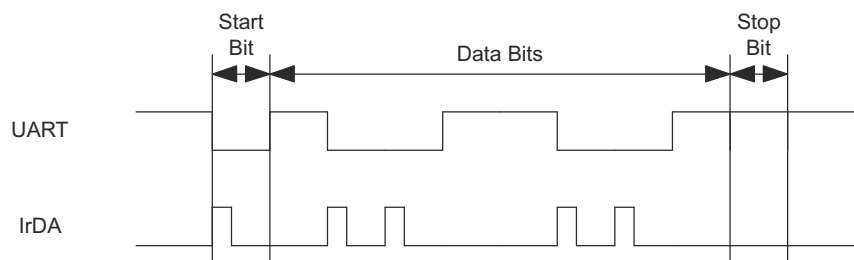 Start
Bit
Data Bits
Stop
Bit
UART
IrDA